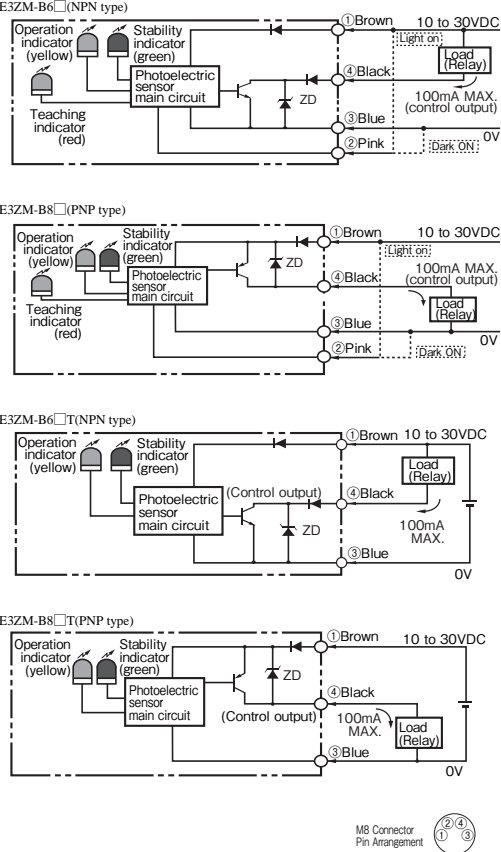 E3ZM-B6□(NPN type)
Operation
indicator
(yellow)
Stability
indicator
(green)
Photoelectric
sensor
main circuit
Teaching
indicator
(red)
ZD
①Brown
10 to 30VDC
Light on
Load
(Relay)
④Black
100mA MAX.
(control output)
③Blue
0V
②Pink
Dark ON
E3ZM-B8□(PNP type)
Operation
indicator
(yellow)
Stability
indicator
(green)
Photoelectric
sensor
main circuit
Teaching
indicator
(red)
ZD
①Brown
10 to 30VDC
Light on
④Black
100mA MAX.
(control output)
Load
(Relay)
③Blue
0V
②Pink
Dark ON
E3ZM-B6□T(NPN type)
Operation
indicator
(yellow)
Stability
indicator
(green)
Photoelectric
sensor
main circuit
(Control output)
ZD
①Brown
10 to 30VDC
Load
(Relay)
④Black
100mA
MAX.
③Blue
0V
E3ZM-B8□T(PNP type)
Operation
indicator
(yellow)
Stability
indicator
(green)
Photoelectric
sensor
main circuit
ZD
(Control output)
①Brown
10 to 30VDC
④Black
100mA
MAX.
Load
(Relay)
③Blue
0V
M8 Connector
Pin Arrangement
②④
① ③